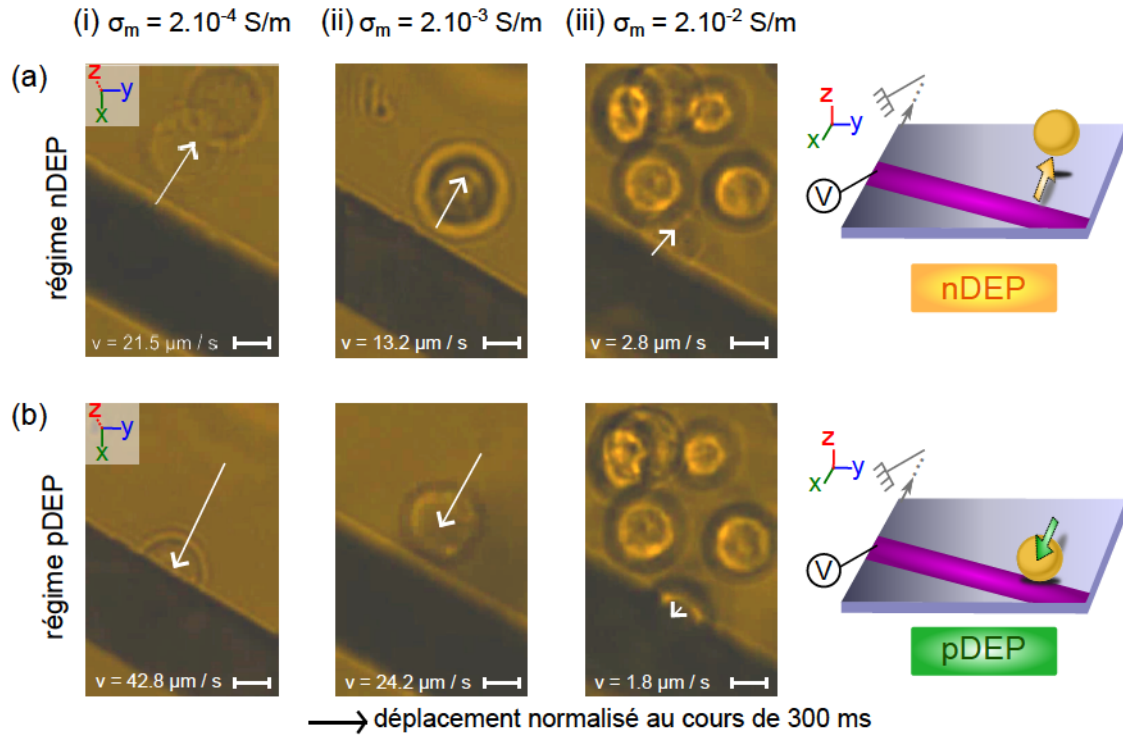 (i) σm = 2.10-4 S/m (ii) σm = 2.10-3 S/m (iii) σm = 2.10-2 S/m
(a)
régime nDEP
z
y
x
v = 21.5 µm / s
v = 13.2 µm / s
v = 2.8 µm / s
z
y
x
V
nDEP
(b)
régime pDEP
z
y
x
v = 42.8 µm / s
v = 24.2 µm / s
v = 1.8 µm / s
z
y
x
V
pDEP
déplacement normalisé au cours de 300 ms